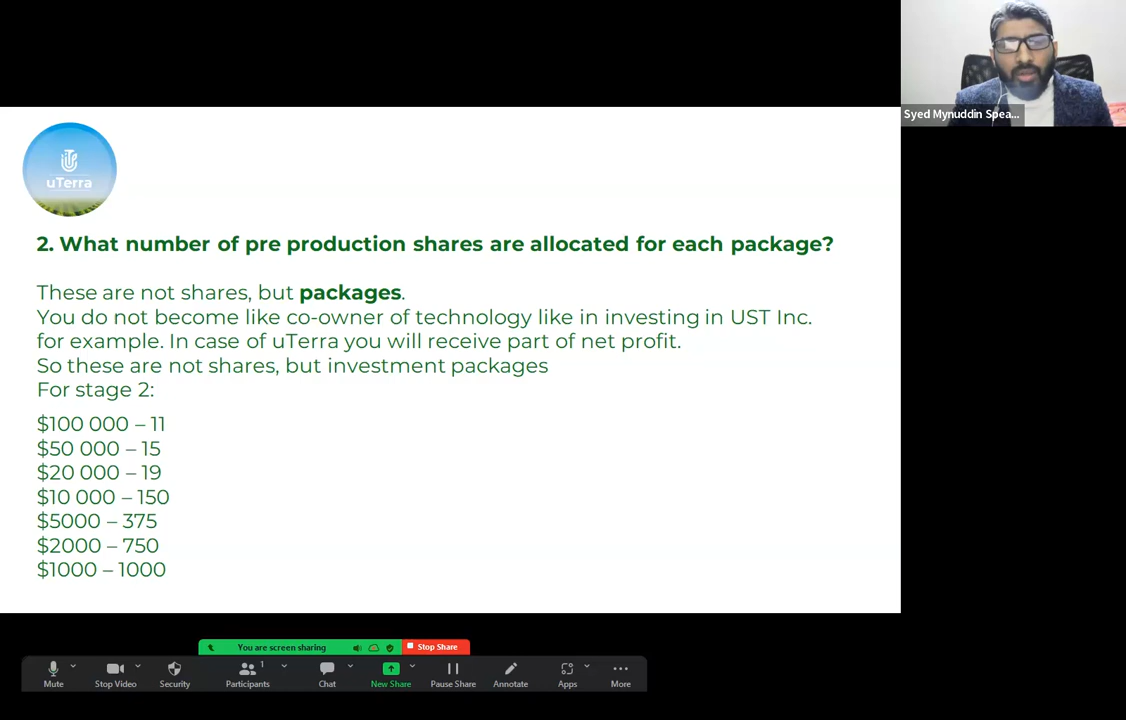 Syed Mynuddin Spea...
uTerra
2. What number of pre production shares are allocated for each package?
These are not shares, but packages.
You do not become like co-owner of technology like in investing in UST Inc.
for example. In case of uTerra you will receive part of net profit.
So these are not shares, but investment packages
For stage 2:
$100 000 – 11
$50 000 – 15
$20 000 – 19
$10 000 – 150
$5000 – 375
$2000 – 750
$1000 – 1000
You are screen sharing
Stop Share
1
Mute
Stop Video
Security
Participants
Chat
New Share
Pause Share
Annotate
Apps
More